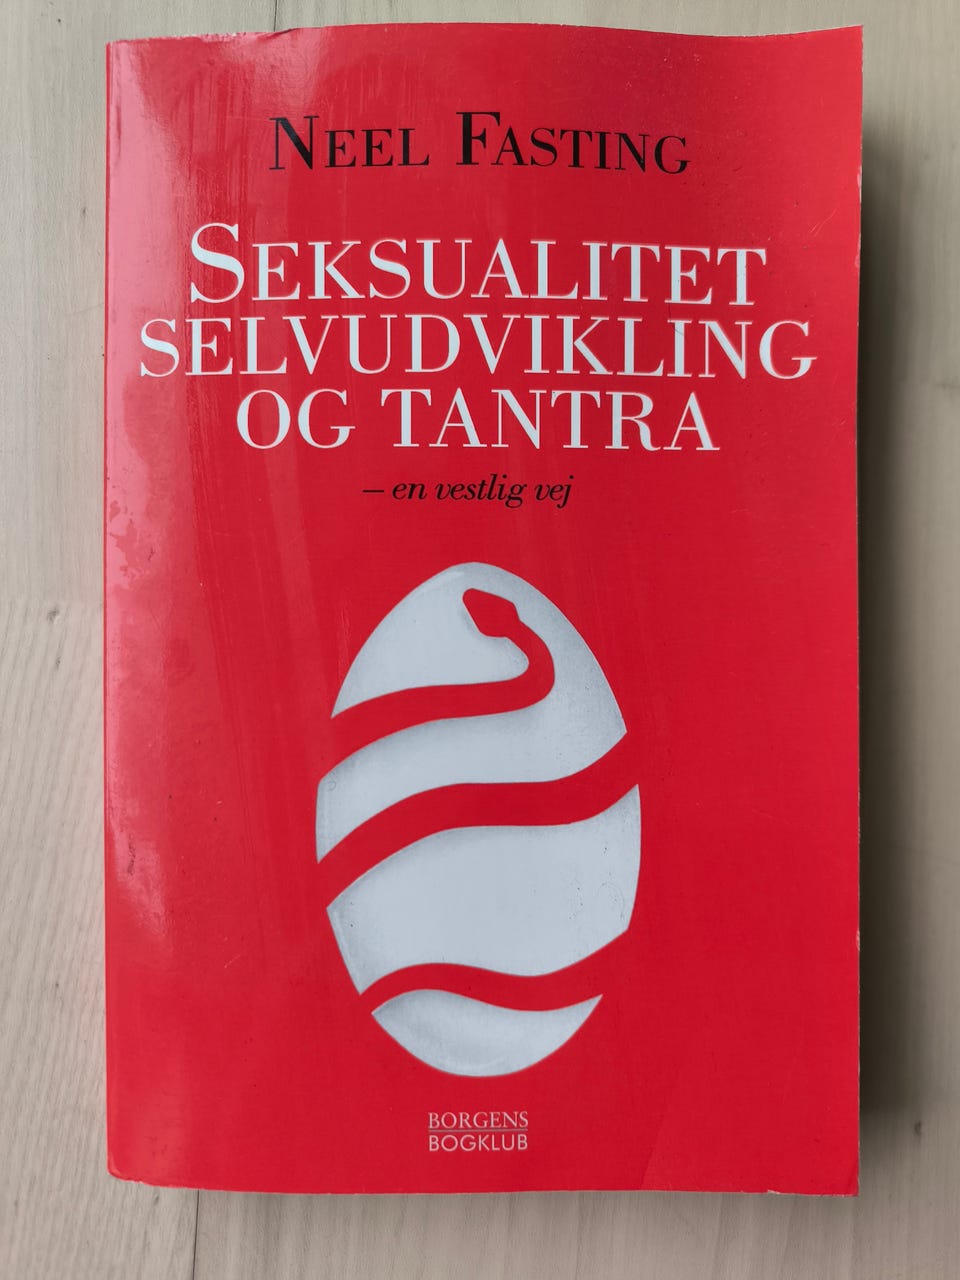 NEEL FASTING
SEKSUALITET
SELVUDVIKLING
OG TANTRA
– en vestlig vej
BORGENS
BOGKLUB